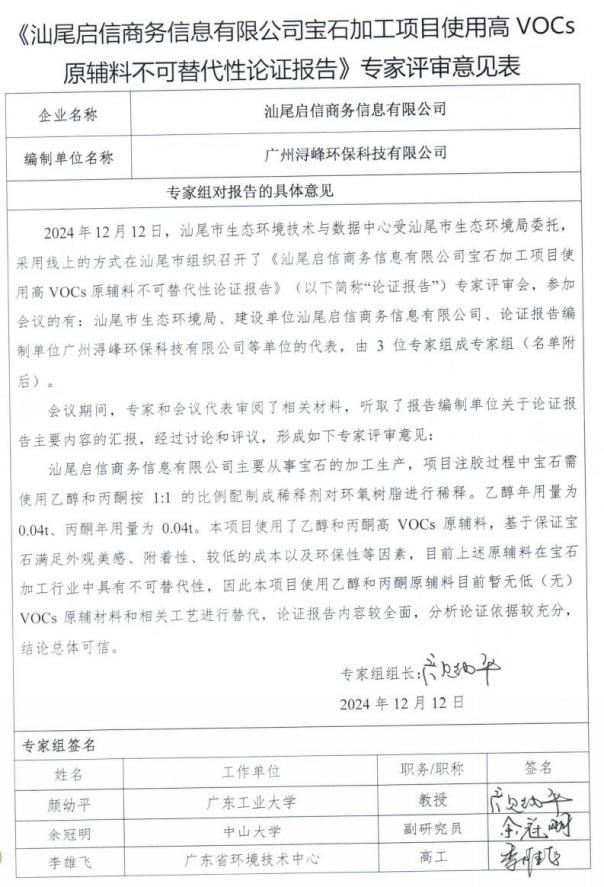 《汕尾启信商务信息有限公司宝石加工项目使用高 VOCs
原辅料不可替代性论证报告》专家评审意见表
企业名称 汕尾启信商务信息有限公司
编制单位名称 广州浔峰环保科技有限公司
专家组对报告的具体意见
2024年12月12日，汕尾市生态环境技术与数据中心受汕尾市生态环境局委托，
采用线上的方式在汕尾市组织召开了《汕尾启信商务信息有限公司宝石加工项目使
用高 VOCs 原辅料不可替代性论证报告》（以下简称“论证报告”）专家评审会，参加
会议的有：汕尾市生态环境局、建设单位汕尾启信商务信息有限公司、论证报告编
制单位广州浔峰环保科技有限公司等单位的代表，由 3 位专家组成专家组（名单附
后）。
会议期间，专家和会议代表审阅了相关材料，听取了报告编制单位关于论证报
告主要内容的汇报，经过讨论和评议，形成如下专家评审意见：
汕尾启信商务信息有限公司主要从事宝石的加工生产，项目注胶过程中宝石需
使用乙醇和丙酮按 1:1 的比例配制成稀释剂对环氧树脂进行稀释。乙醇年用量为
0.04t、丙酮年用量为 0.04t。本项目使用了乙醇和丙酮高 VOCs 原辅料，基于保证宝
石满足外观美感、附着性、较低的成本以及环保性等因素，目前上述原辅料在宝石
加工行业中具有不可替代性，因此本项目使用乙醇和丙酮原辅料目前暂无低（无）
VOCs 原辅材料和相关工艺进行替代，论证报告内容较全面，分析论证依据较充分，
结论总体可信。
专家组组长：颜幼平
2024 年 12 月 12 日
专家组签名
姓名 工作单位 职务/职称 签名
颜幼平 广东工业大学 教授 颜幼平
余冠明 中山大学 副研究员 余冠明
李雄飞 广东省环境技术中心 高工 李雄飞